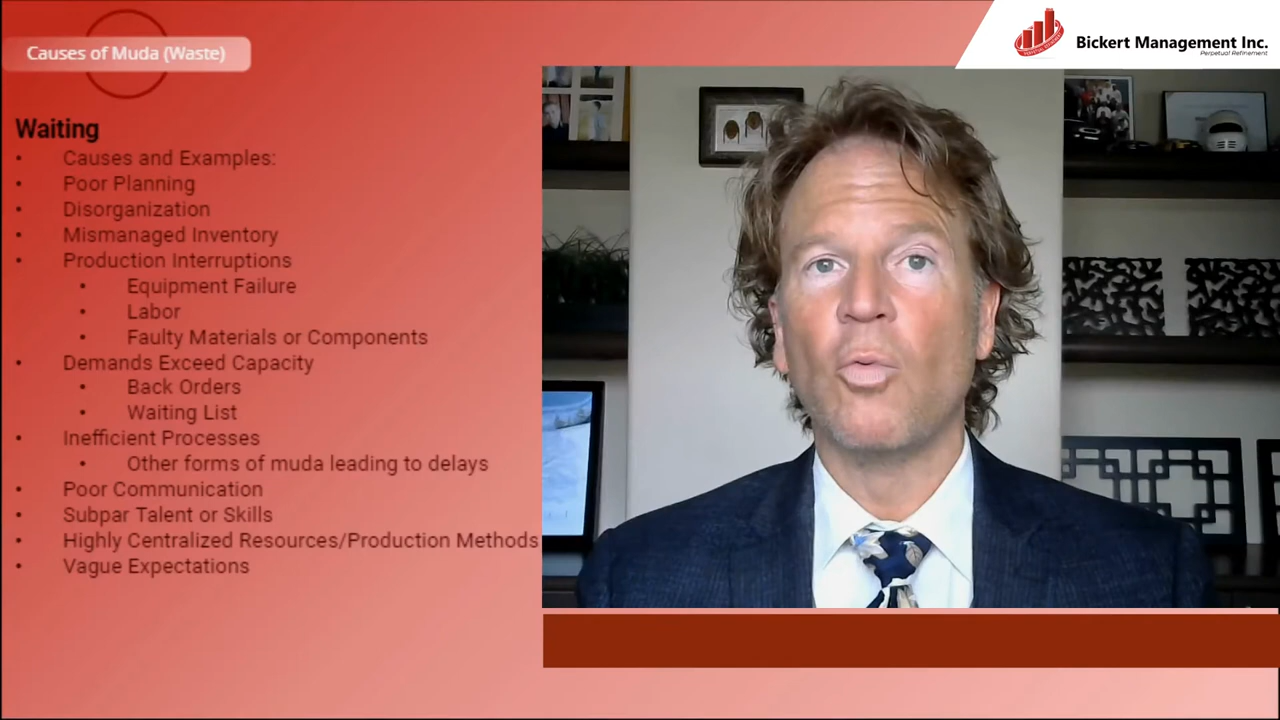 Causes of Muda (Waste)
Bickert Management Inc.
Perpetual Refinement
Waiting
• Causes and Examples:
• Poor Planning
• Disorganization
• Mismanaged Inventory
• Production Interruptions
• Equipment Failure
• Labor
• Faulty Materials or Components
• Demands Exceed Capacity
• Back Orders
• Waiting List
• Inefficient Processes
• Other forms of muda leading to delays
• Poor Communication
• Subpar Talent or Skills
• Highly Centralized Resources/Production Methods
• Vague Expectations